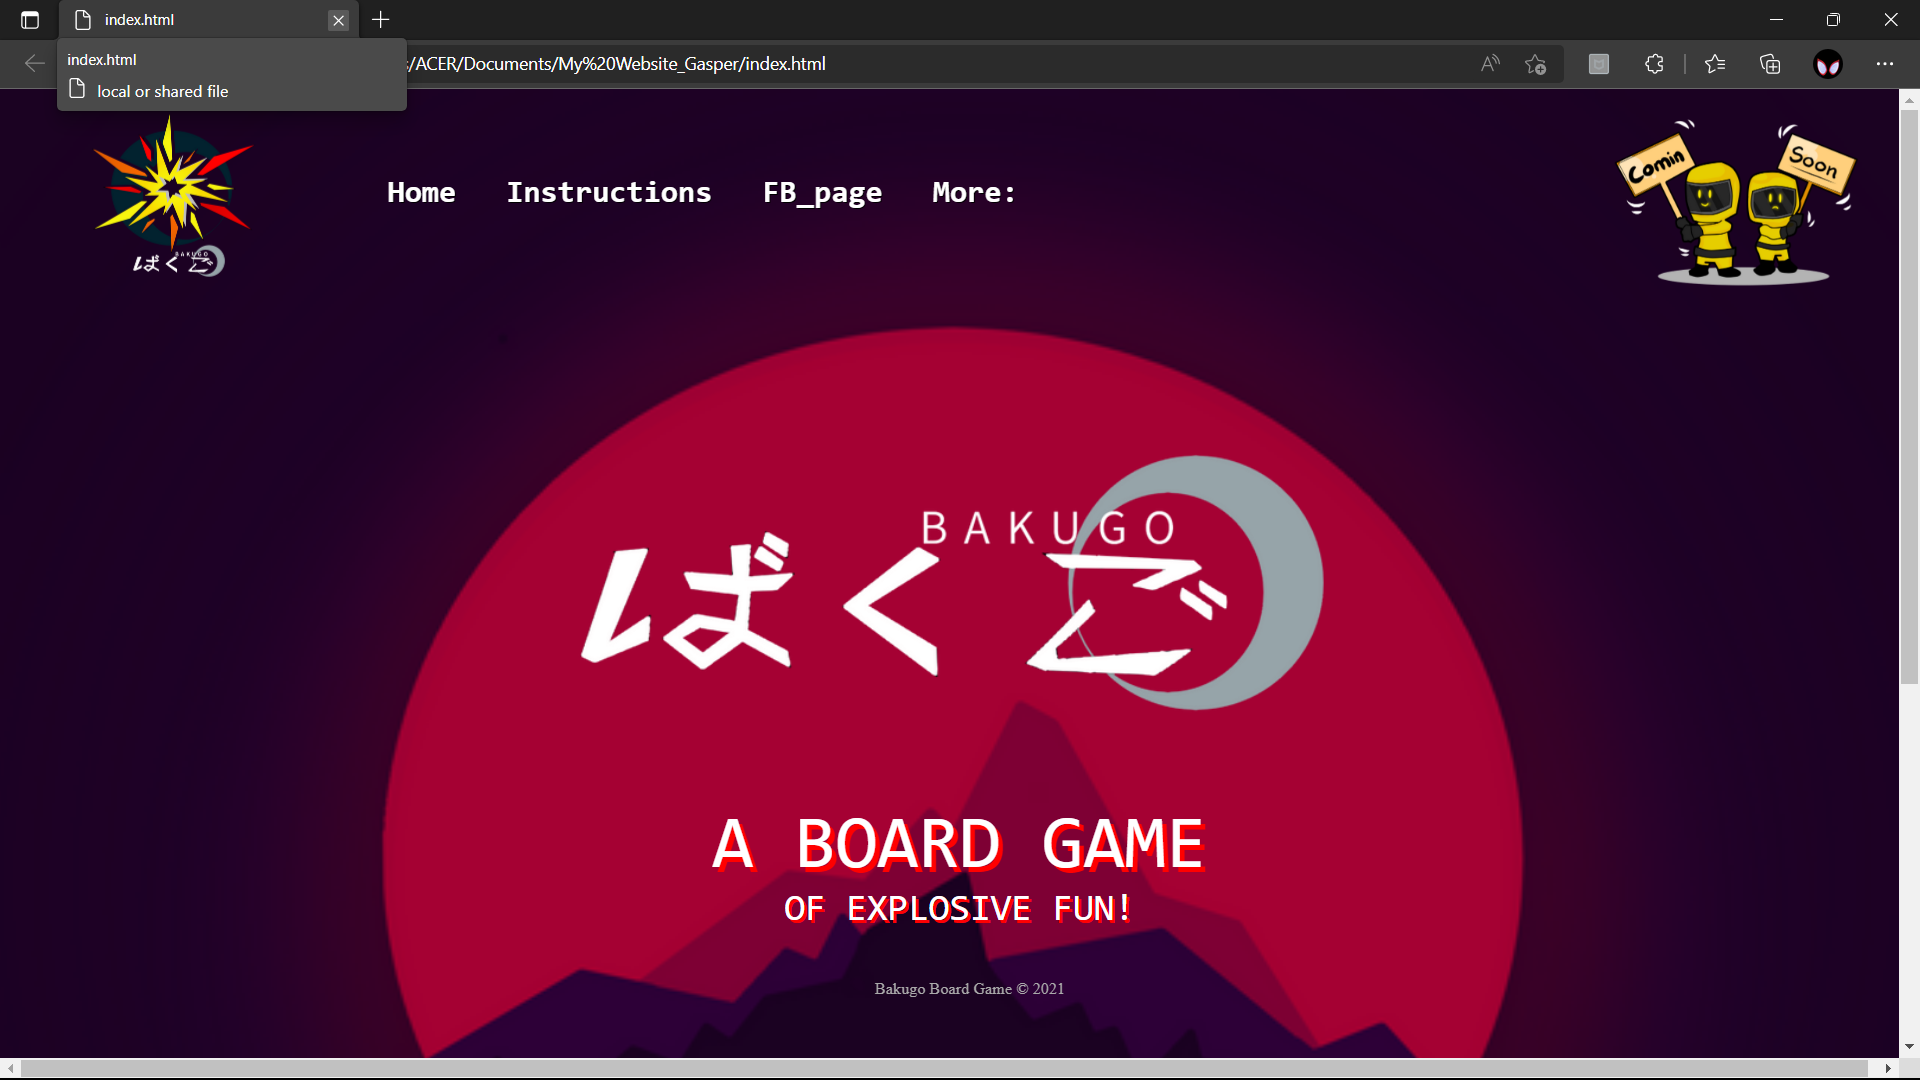 index.html
index.html
local or shared file
/ACER/Documents/My%20Website_Gasper/index.html
BAKUGO
ばくご
Home Instructions FB_page More:
Comin Soon
BAKUGO
ばくご
A BOARD GAME
OF EXPLOSIVE FUN!
Bakugo Board Game © 2021